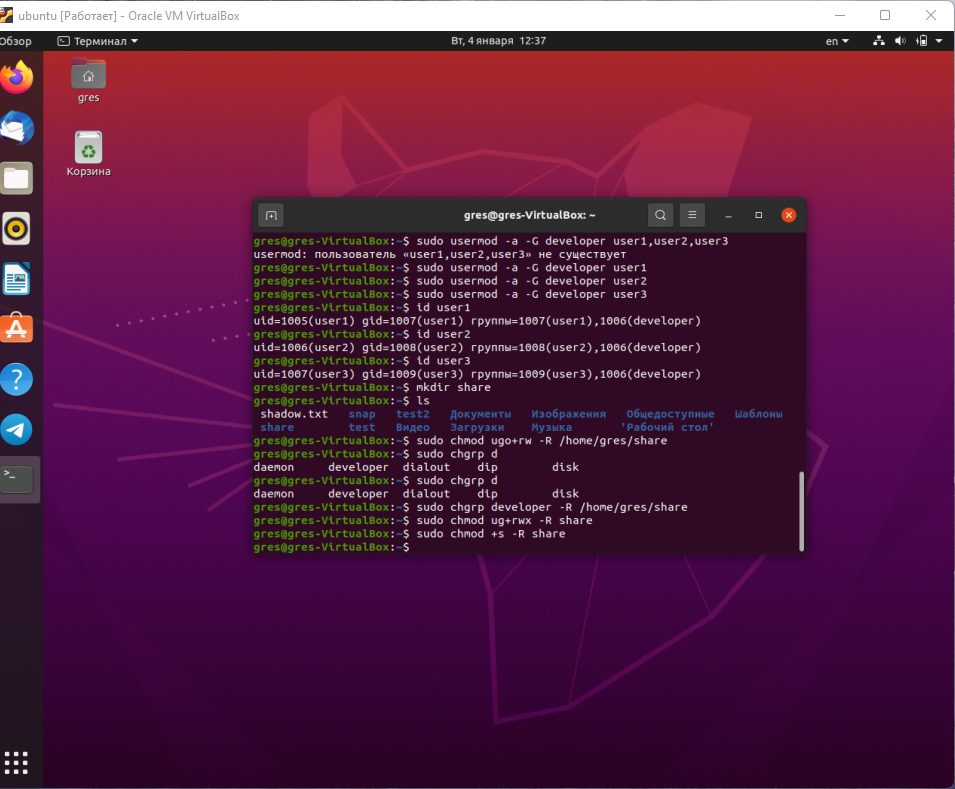 ubuntu [Работает] - Oracle VM VirtualBox
Обзор Терминал Вт, 4 января 12:37 en
gres
Корзина
gres@gres-VirtualBox: ~
gres@gres-VirtualBox:~$ sudo usermod -a -G developer user1,user2,user3
usermod: пользователь «user1,user2,user3» не существует
gres@gres-VirtualBox:~$ sudo usermod -a -G developer user1
gres@gres-VirtualBox:~$ sudo usermod -a -G developer user2
gres@gres-VirtualBox:~$ sudo usermod -a -G developer user3
gres@gres-VirtualBox:~$ id user1
uid=1005(user1) gid=1007(user1) группы=1007(user1),1006(developer)
gres@gres-VirtualBox:~$ id user2
uid=1006(user2) gid=1008(user2) группы=1008(user2),1006(developer)
gres@gres-VirtualBox:~$ id user3
uid=1007(user3) gid=1009(user3) группы=1009(user3),1006(developer)
gres@gres-VirtualBox:~$ mkdir share
gres@gres-VirtualBox:~$ ls
shadow.txt snap test2 Документы Изображения Общедоступные Шаблоны
share test Видео Загрузки Музыка 'Рабочий стол'
gres@gres-VirtualBox:~$ sudo chmod ugo+rw -R /home/gres/share
gres@gres-VirtualBox:~$ sudo chgrp d
daemon developer dialout dip disk
gres@gres-VirtualBox:~$ sudo chgrp d
daemon developer dialout dip disk
gres@gres-VirtualBox:~$ sudo chgrp developer -R /home/gres/share
gres@gres-VirtualBox:~$ sudo chmod ug+rwx -R share
gres@gres-VirtualBox:~$ sudo chmod +s -R share
gres@gres-VirtualBox:~$